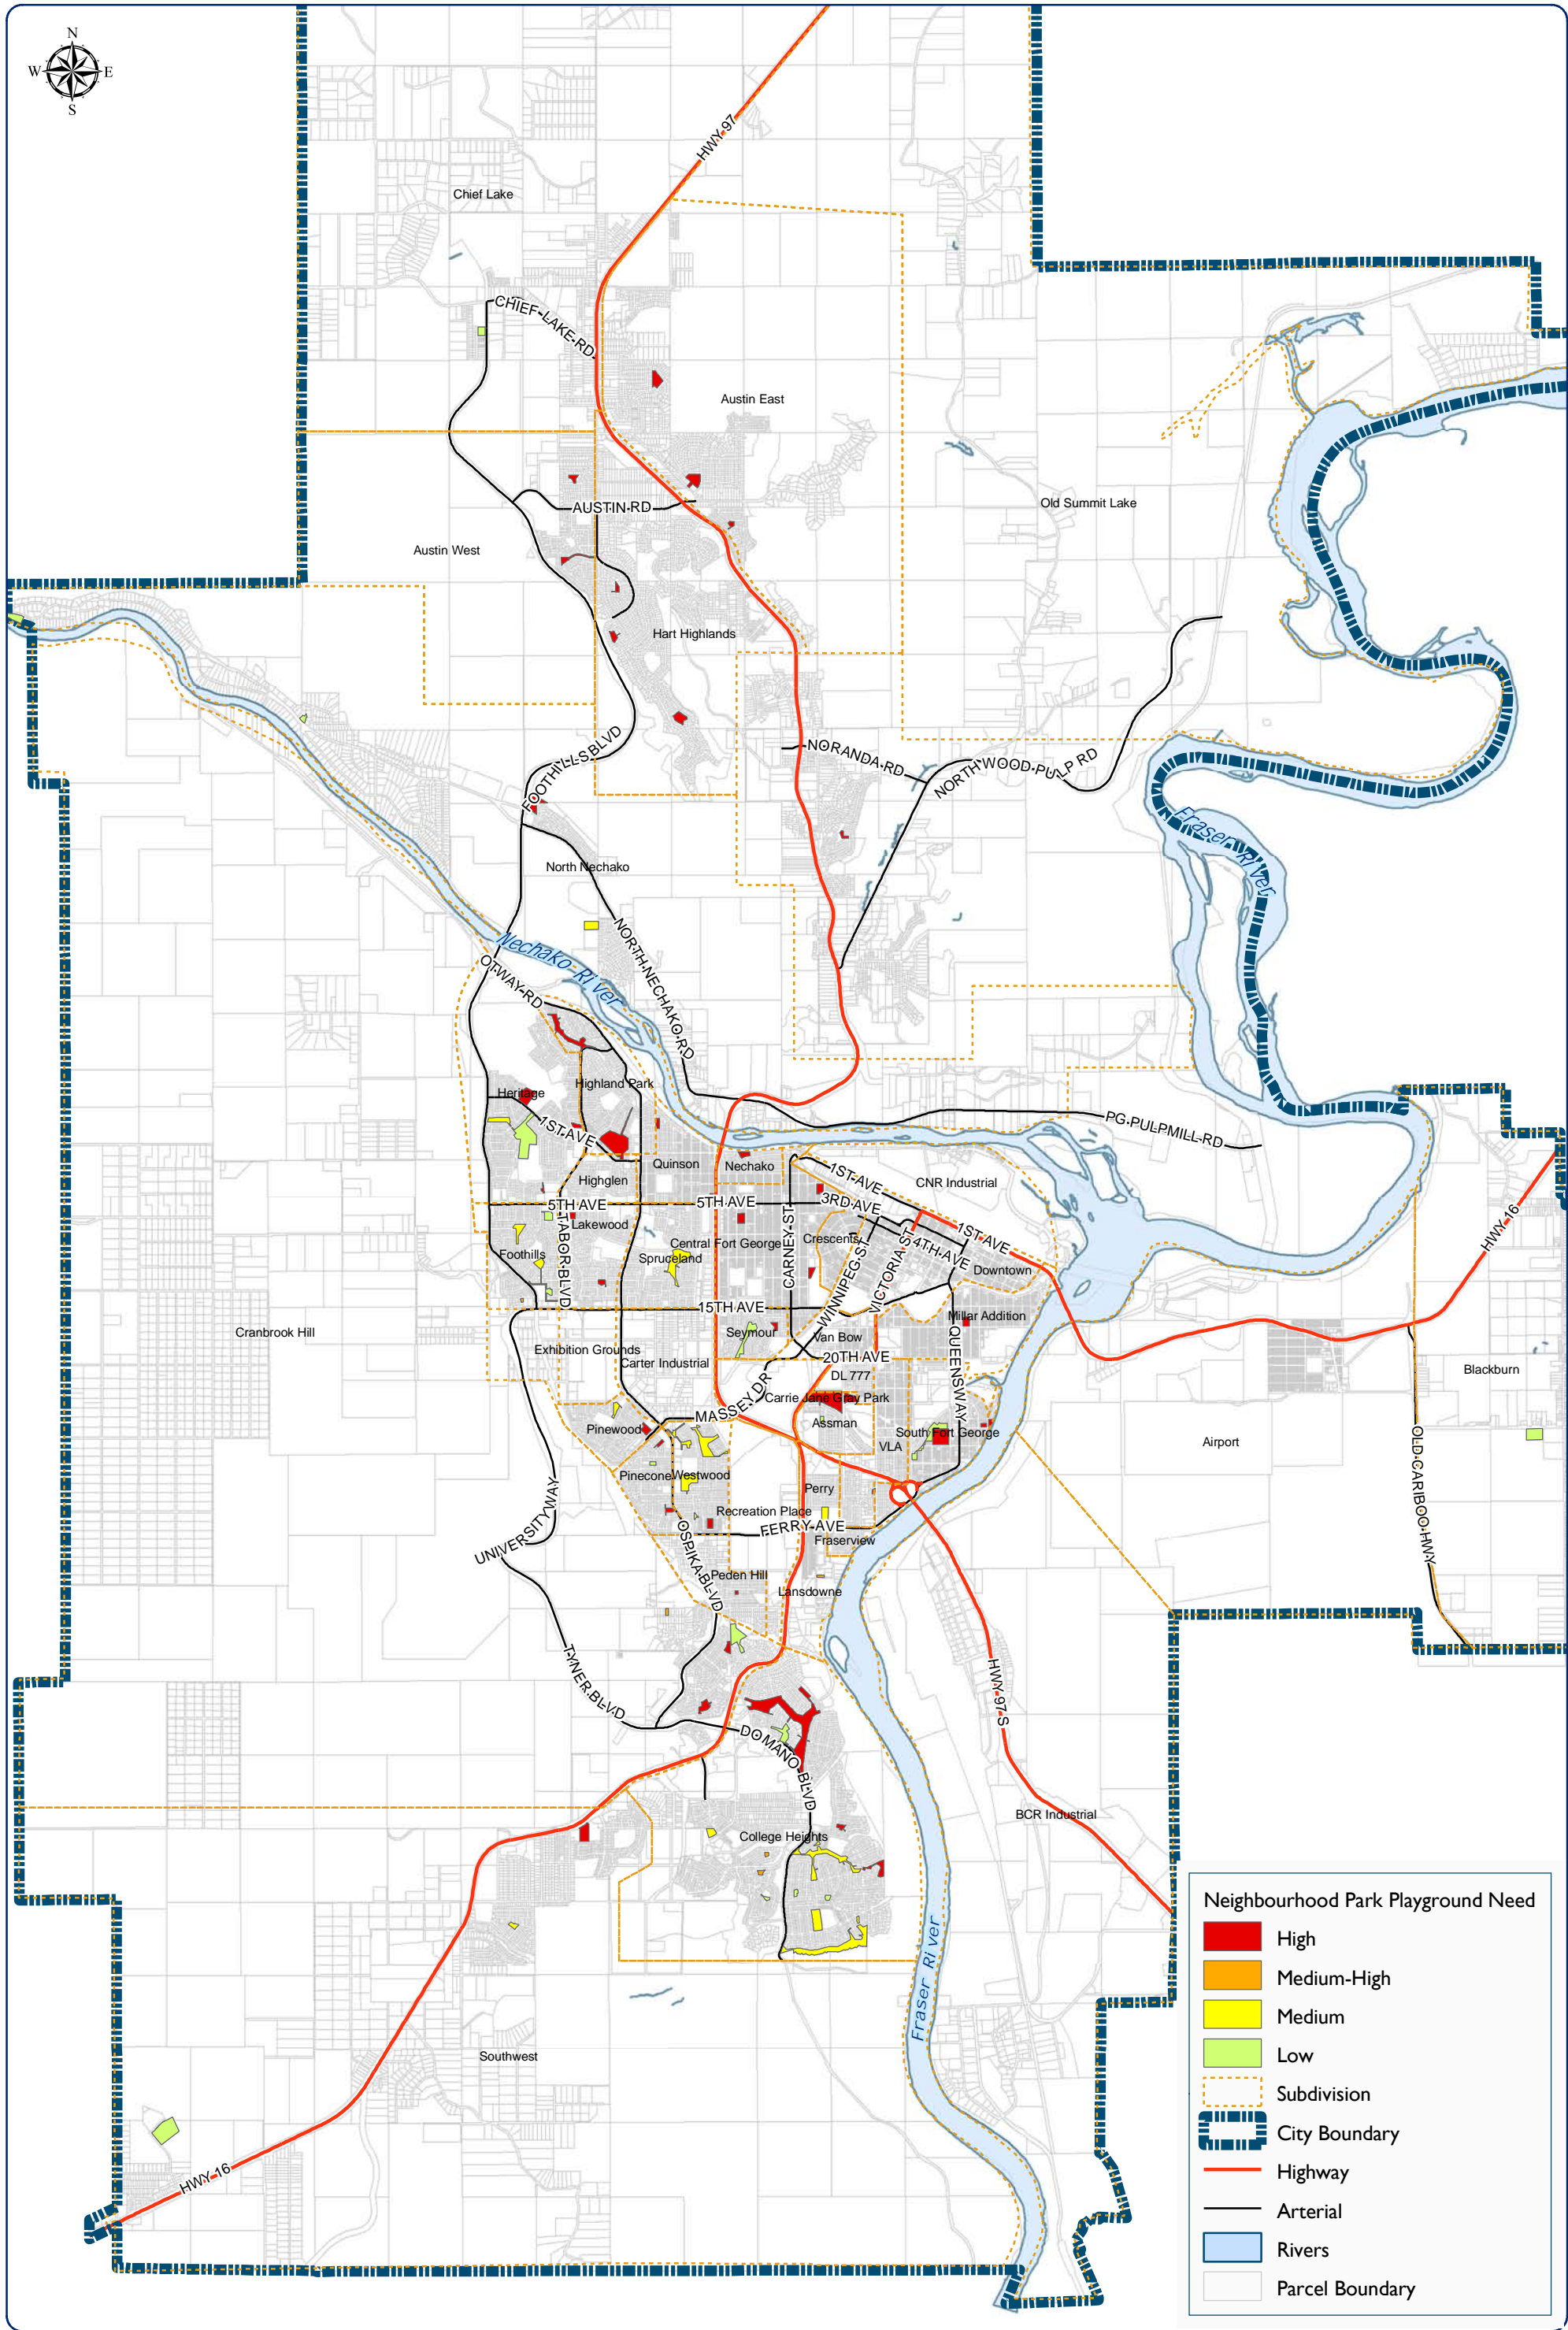 N
W E
S
HWY 97
Chief Lake
CHIEF LAKE RD
Austin East
Old Summit Lake
AUSTIN RD
Austin West
Hart Highlands
FOOTHILLS BLVD
NORANDA RD
NORTHWOOD PULP RD
Fraser River
North Nechako
NORTH NECHAKO RD
Nechako River
OTWAY RD
Highland Park
Heritage
1ST AVE
PG PULPMILL RD
Quinson
Nechako
Highglen
1ST AVE
CNR Industrial
5TH AVE
5TH AVE
3RD AVE
HWY 16
Lakewood
TABOR BLVD
Foothills
Spruceland
Central Fort George
CARNEY ST
Crescents
WINNIPEG ST
VICTORIA ST
4TH AVE
1ST AVE
Downtown
15TH AVE
Millar Addition
Cranbrook Hill
Seymour
Van Bow
QUEENSWAY
Exhibition Grounds
Carter Industrial
20TH AVE
Blackburn
DL 777
MASSEY DR
Carrie Jane Gray Park
Pinewood
Assman
South Fort George
VLA
Airport
OLD CARIBOO HWY
Pinecone
Westwood
Perry
Recreation Place
UNIVERSITY WAY
OSPIKA BLVD
FERRY AVE
Fraserview
Peden Hill
Lansdowne
TYNER BLVD
HWY 97 S
DOMANO BLVD
BCR Industrial
College Heights
Fraser River
Southwest
HWY 16
Neighbourhood Park Playground Need
High
Medium-High
Medium
Low
Subdivision
City Boundary
Highway
Arterial
Rivers
Parcel Boundary